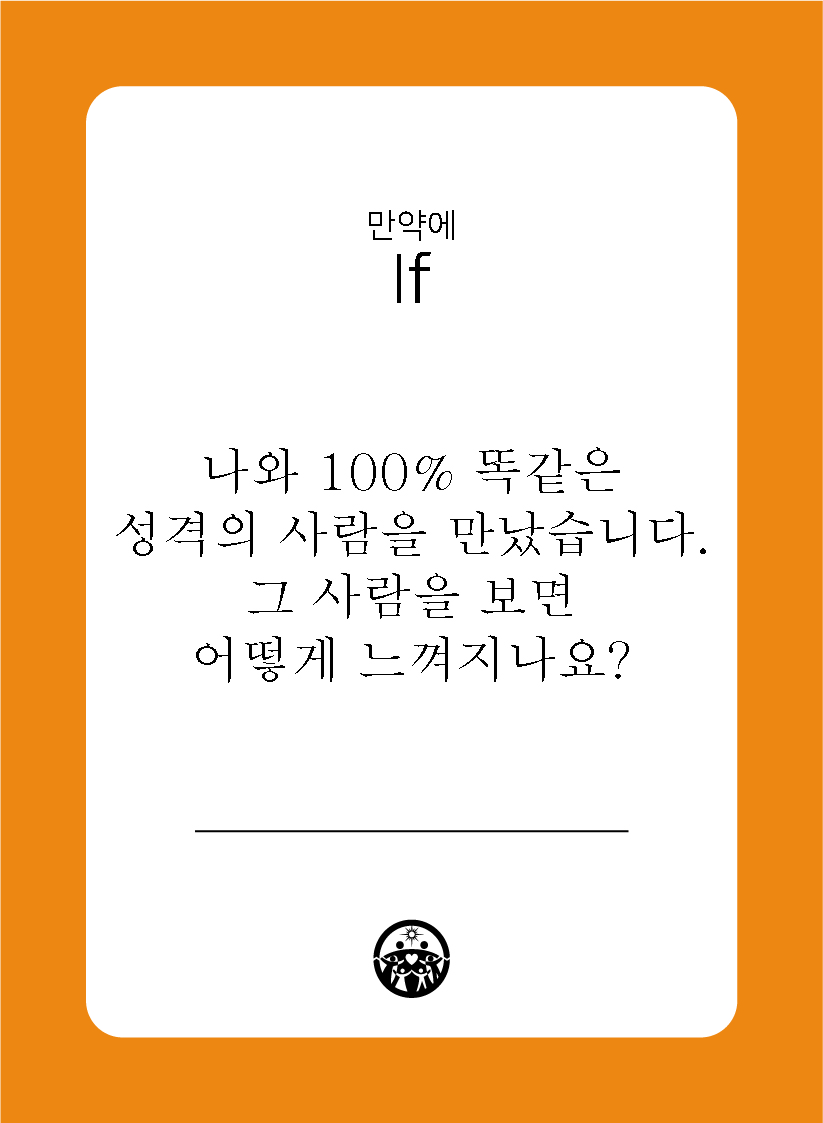 만약에
If
나와 100% 똑같은
성격의 사람을 만났습니다.
그 사람을 보면
어떻게 느껴지나요?